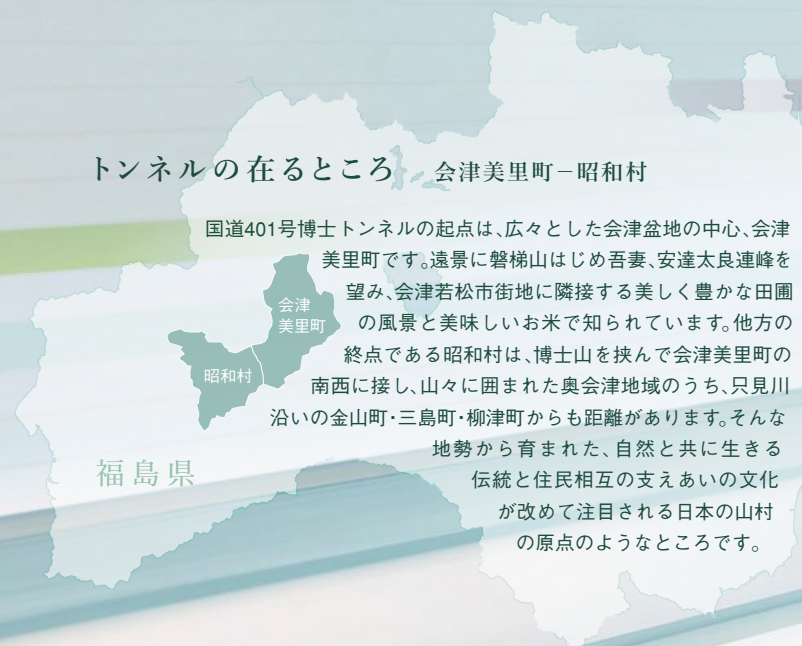 トンネルの在るところ 会津美里町－昭和村
国道401号博士トンネルの起点は、広々とした会津盆地の中心、会津
美里町です。遠景に磐梯山はじめ吾妻、安達太良連峰を
望み、会津若松市街地に隣接する美しく豊かな田圃
の風景と美味しいお米で知られています。他方の
終点である昭和村は、博士山を挟んで会津美里町の
南西に接し、山々に囲まれた奥会津地域のうち、只見川
沿いの金山町・三島町・柳津町からも距離があります。そんな
地勢から育まれた、自然と共に生きる
伝統と住民相互の支えあいの文化
が改めて注目される日本の山村
の原点のようなところです。
会津
美里町
昭和村
福島県